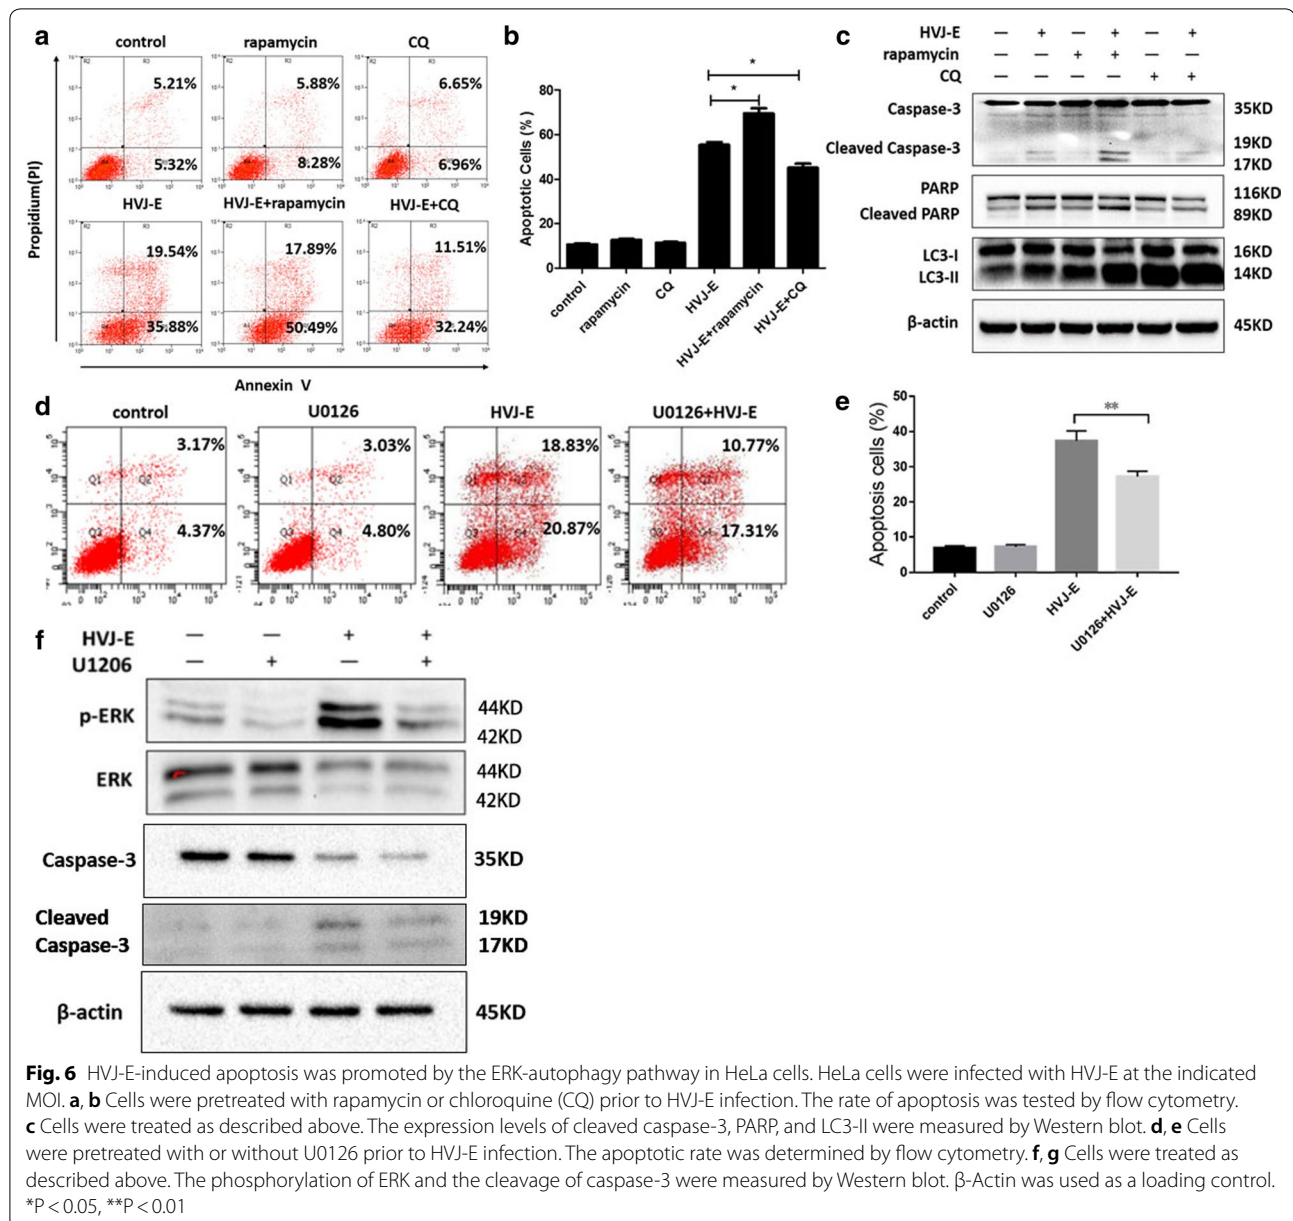 a
control
rapamycin
CQ
5.21%
5.88%
6.65%
5.32%
8.28%
6.96%
HVJ-E
HVJ-E+rapamycin
HVJ-E+CQ
19.54%
17.89%
11.51%
35.88%
50.49%
32.24%
Propidium(PI)
Annexin V
b
Apoptotic Cells (%)
80
60
40
20
0
* 
*
control
rapamycin
CQ
HVJ-E
HVJ-E+rapamycin
HVJ-E+CQ
c
HVJ-E — + — + — +
rapamycin — — + + — —
CQ — — — — + +
Caspase-3 35KD
19KD
Cleaved Caspase-3
17KD
PARP 116KD
Cleaved PARP 89KD
LC3-I 16KD
LC3-II 14KD
β-actin 45KD
d
control
U0126
HVJ-E
U0126+HVJ-E
3.17%
3.03%
18.83%
10.77%
Q1 Q2
4.37%
4.80%
20.87%
17.31%
Q3 Q4
e
Apoptosis cells (%)
50
40
30
20
10
0
**
control
U0126
HVJ-E
U0126+HVJ-E
f
HVJ-E — — + +
U1206 — + — +
p-ERK
44KD
42KD
ERK
44KD
42KD
Caspase-3 35KD
Cleaved 19KD
Caspase-3 17KD
β-actin 45KD
Fig. 6 HVJ-E-induced apoptosis was promoted by the ERK-autophagy pathway in HeLa cells. HeLa cells were infected with HVJ-E at the indicated
MOI. a, b Cells were pretreated with rapamycin or chloroquine (CQ) prior to HVJ-E infection. The rate of apoptosis was tested by flow cytometry.
c Cells were treated as described above. The expression levels of cleaved caspase-3, PARP, and LC3-II were measured by Western blot. d, e Cells
were pretreated with or without U0126 prior to HVJ-E infection. The apoptotic rate was determined by flow cytometry. f, g Cells were treated as
described above. The phosphorylation of ERK and the cleavage of caspase-3 were measured by Western blot. β-Actin was used as a loading control.
*P < 0.05, **P < 0.01